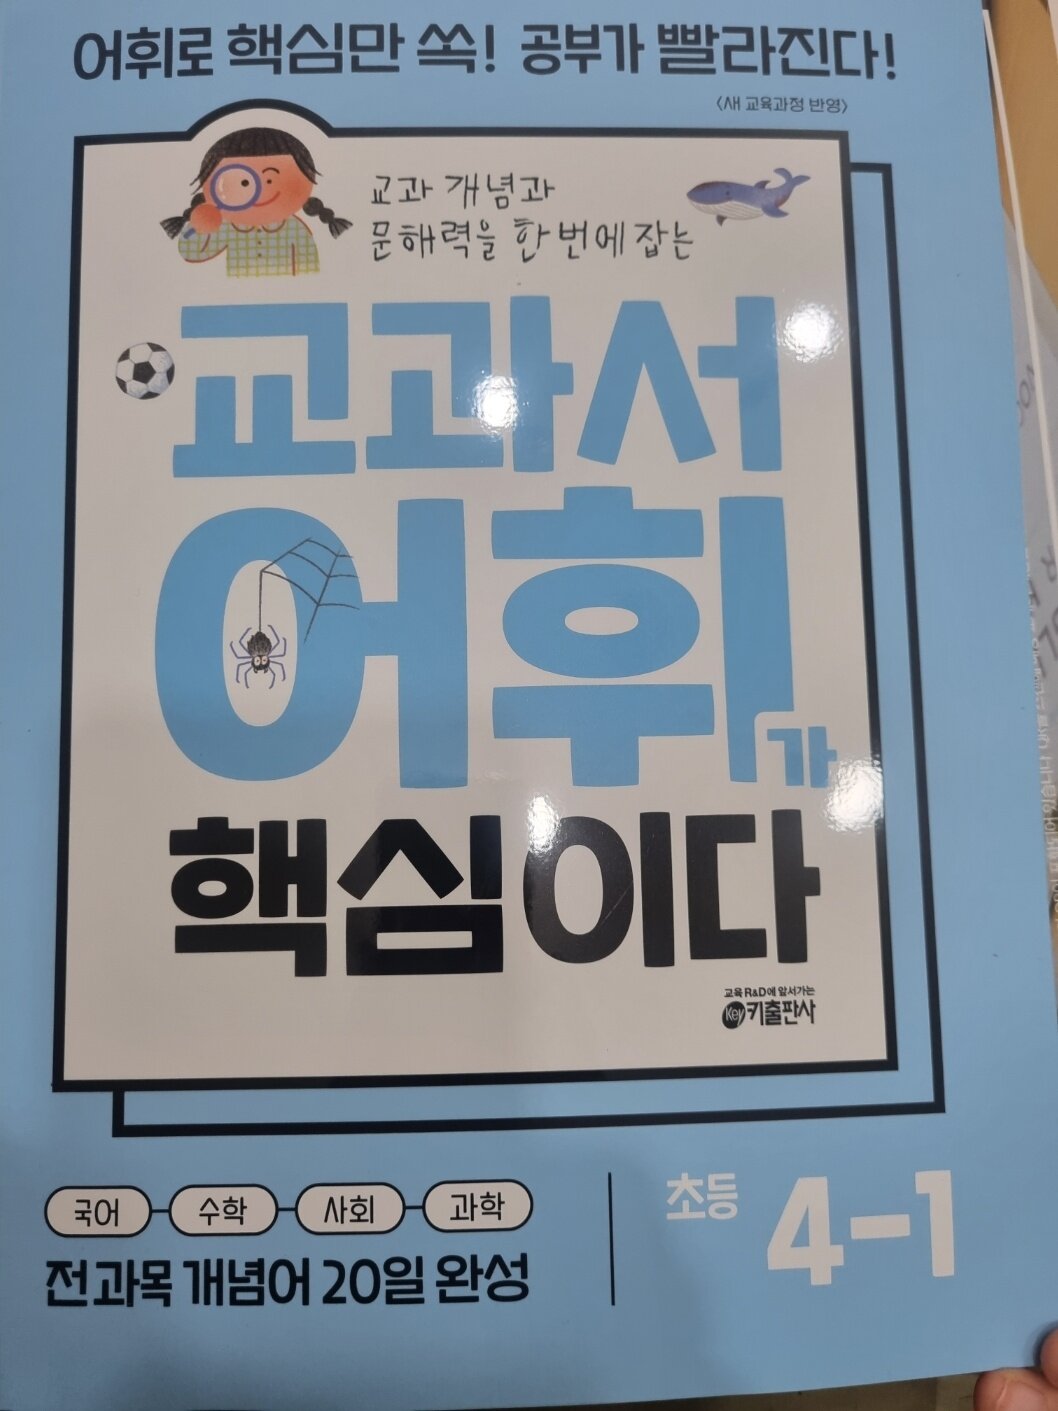 어휘로 핵심만 쏙! 공부가 빨라진다!
<새 교육과정 반영>
교과 개념과
문해력을 한 번에 잡는
교과서
어휘가
핵심이다
교육 R&D에 앞서가는
Key 키출판사
국어 수학 사회 과학
전 과목 개념어 20일 완성
초등 4-1